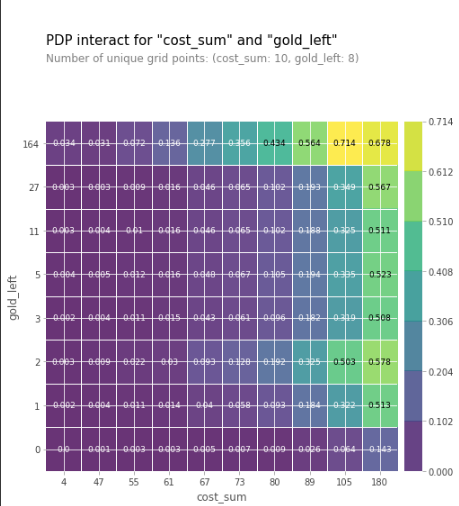 PDP interact for "cost_sum" and "gold_left"
Number of unique grid points: (cost_sum: 10, gold_left: 8)
164 0.034 0.031 0.072 0.136 0.277 0.356 0.434 0.564 0.714 0.678
27 0.003 0.003 0.009 0.016 0.046 0.065 0.102 0.193 0.349 0.567
11 0.003 0.004 0.01 0.016 0.046 0.065 0.102 0.188 0.325 0.511
5 0.004 0.005 0.012 0.016 0.048 0.067 0.105 0.194 0.335 0.523
3 0.002 0.004 0.011 0.015 0.043 0.061 0.096 0.182 0.319 0.508
2 0.003 0.009 0.022 0.03 0.093 0.128 0.192 0.325 0.503 0.578
1 0.002 0.004 0.011 0.014 0.04 0.058 0.093 0.184 0.322 0.513
0 0.0 0.001 0.003 0.003 0.005 0.007 0.009 0.026 0.064 0.143
4 47 55 61 67 73 80 89 105 180
cost_sum
gold_left
0.714
0.612
0.510
0.408
0.306
0.204
0.102
0.000